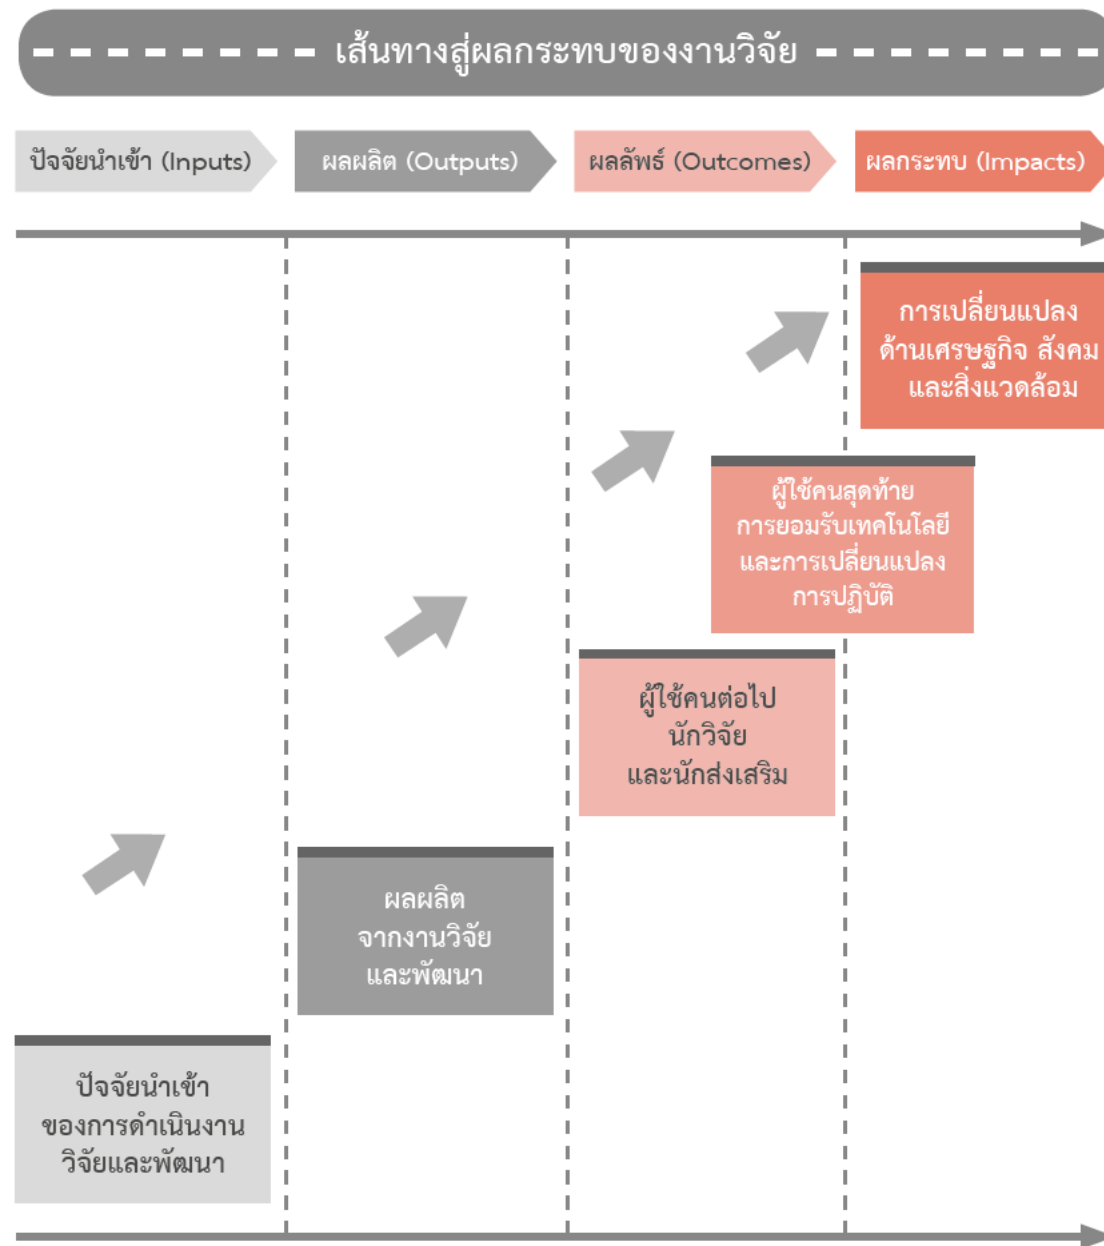 เส้นทางสู่ผลกระทบของงานวิจัย
ปัจจัยนำเข้า (Inputs)
ผลผลิต (Outputs)
ผลลัพธ์ (Outcomes)
ผลกระทบ (Impacts)
การเปลี่ยนแปลง
ด้านเศรษฐกิจ สังคม
และสิ่งแวดล้อม
ผู้ใช้คนสุดท้าย
การยอมรับเทคโนโลยี
และการเปลี่ยนแปลง
การปฏิบัติ
ผู้ใช้คนต่อไป
นักวิจัย
และนักส่งเสริม
ผลผลิต
จากงานวิจัย
และพัฒนา
ปัจจัยนำเข้า
ของการดำเนินงาน
วิจัยและพัฒนา